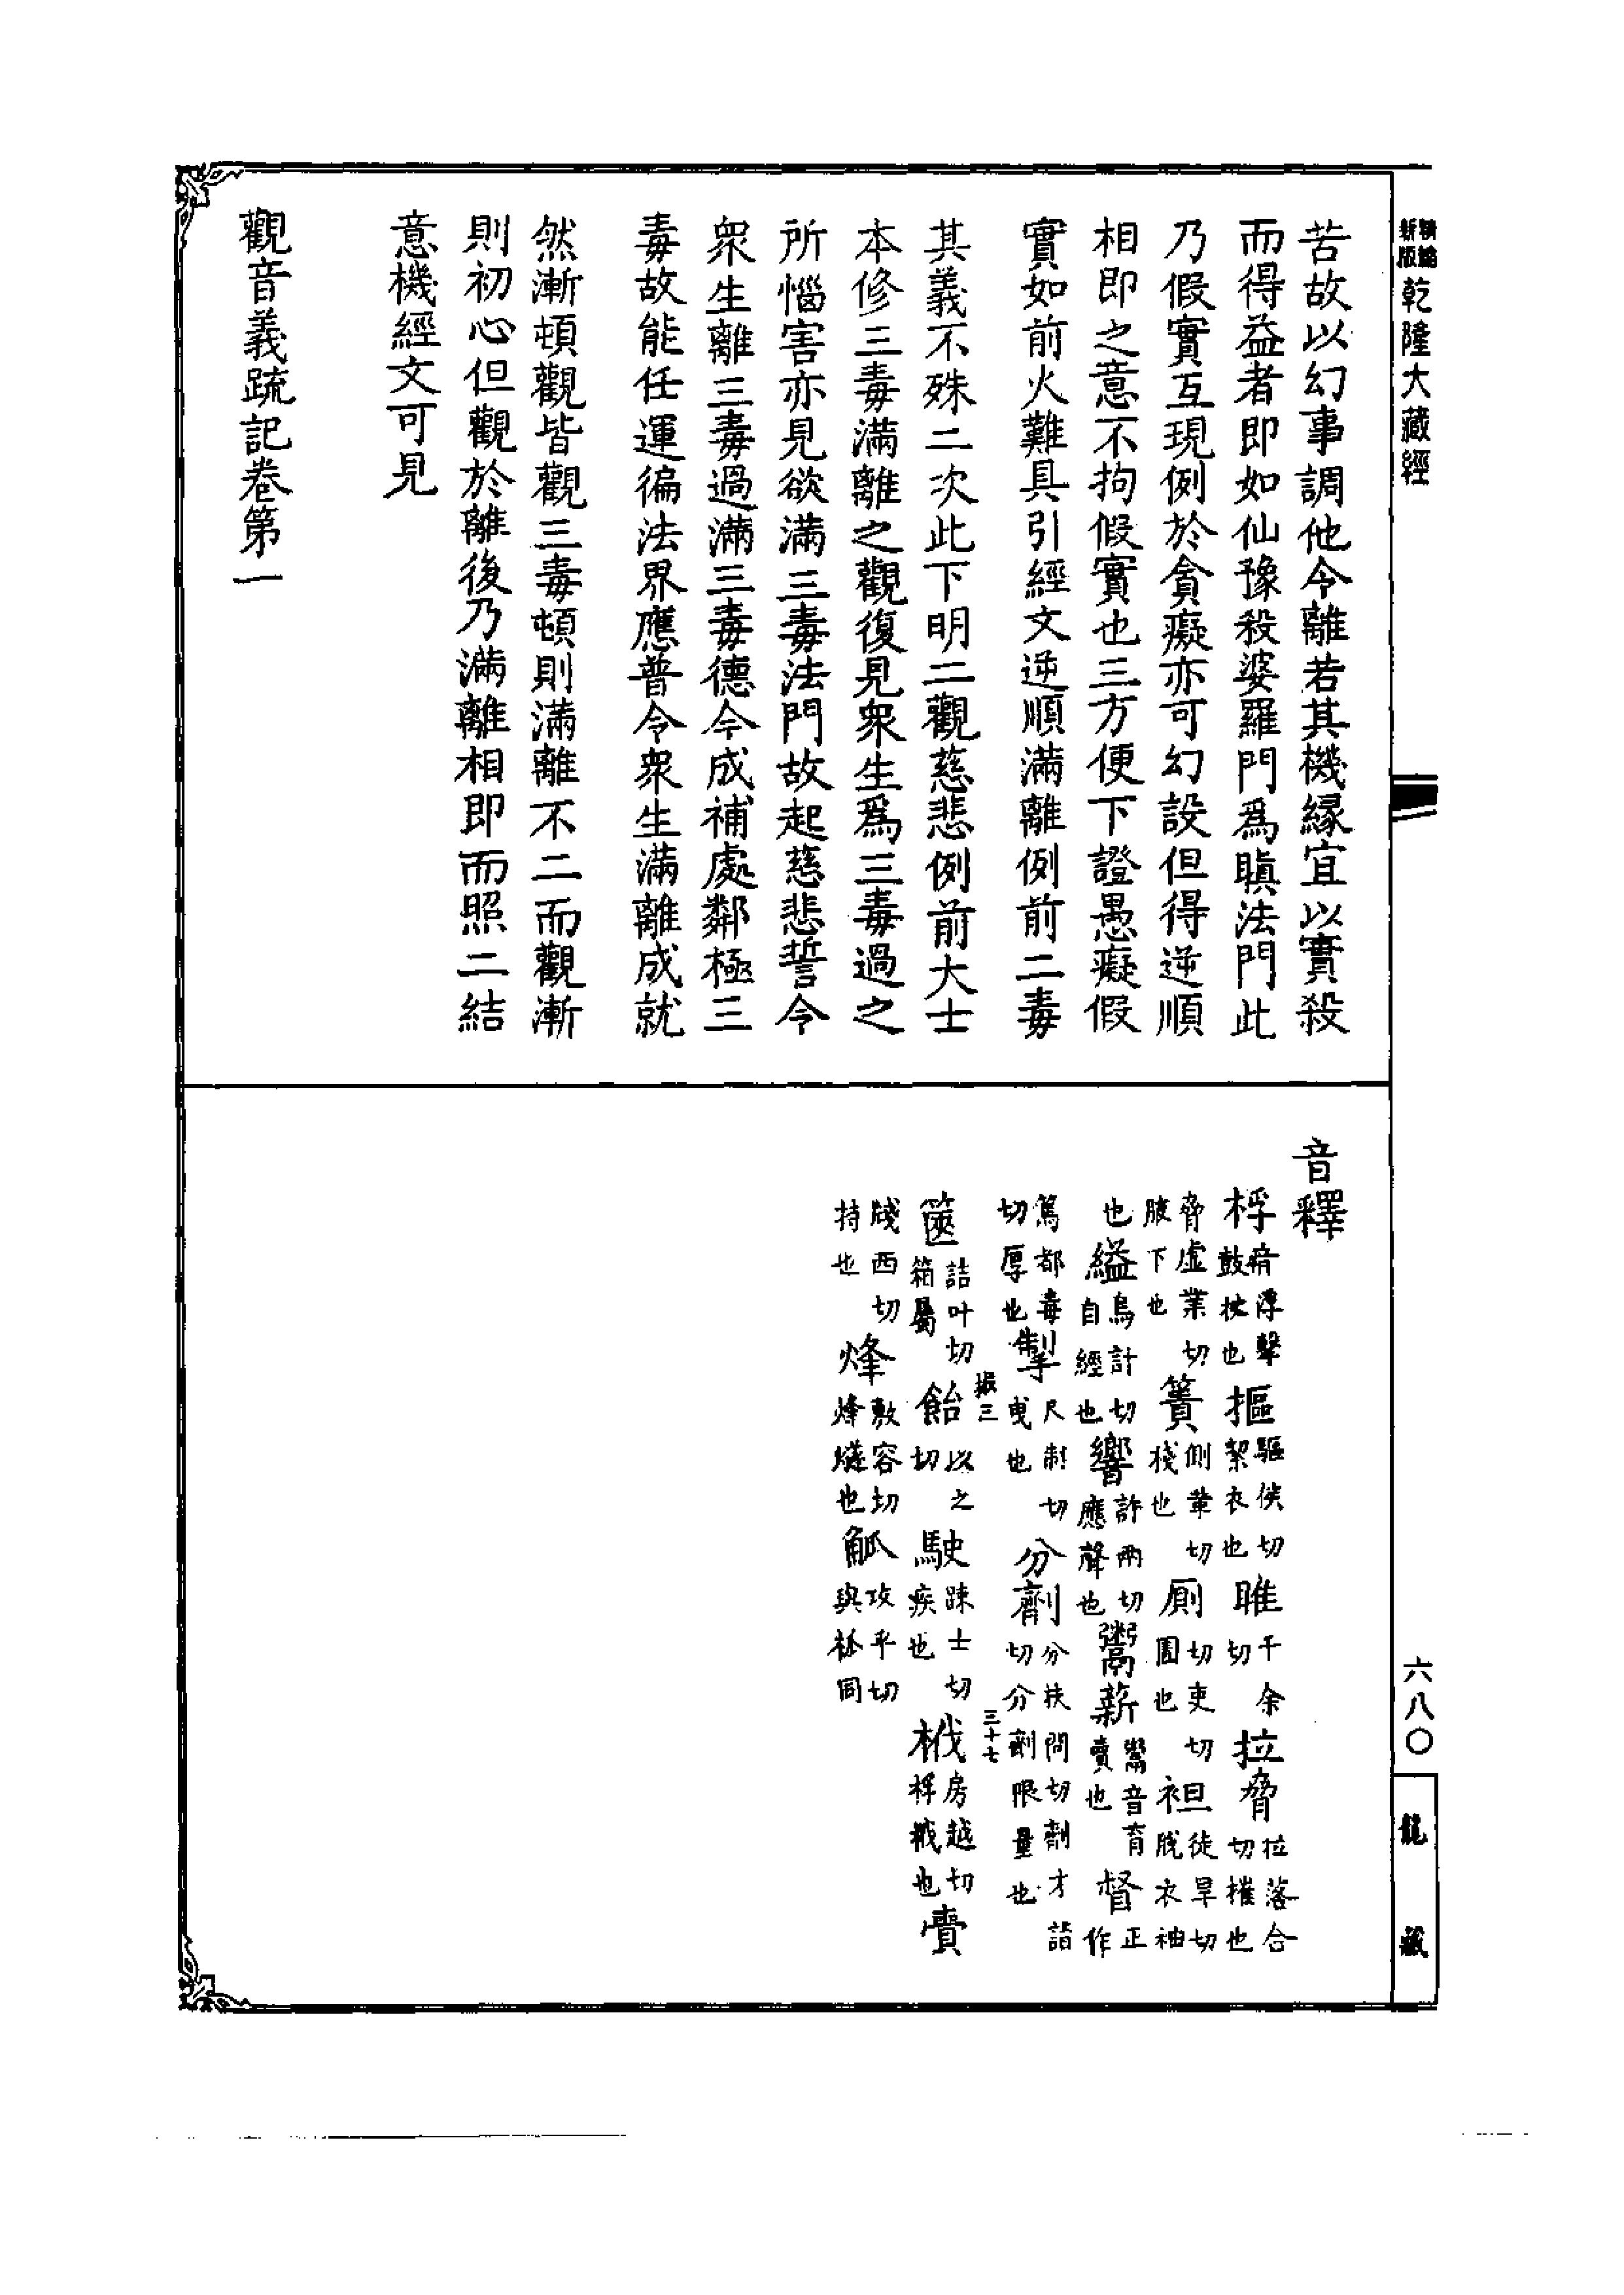 新版
乾隆大藏經
苦故以幻事調他令離若其機緣宜以實殺
而得益者即如仙豫殺婆羅門為瞋法門此
乃假實互現例於貪癡亦可幻設但得逆順
相即之意不拘假實也三方便下證愚癡假
實如前火難具引經文逆順滿離例前二毒
其義不殊二次此下明二觀慈悲例前大士
本修三毒滿離之觀復見衆生爲三毒過之
所惱害亦見欲滿三毒法門故起慈悲誓令
衆生離三毒過滿三毒德今成補處鄰極三
毒故能任運徧法界應普令衆生滿離成就
然漸頓觀皆觀三毒頓則滿離不二而觀漸
則初心但觀於離後乃滿離相即而照二結
意機經文可見
觀音義疏記卷第一
音釋
桴音浮擊鼓杖也摳驅侯切挈衣也雎千余切拉脅拉落合切摧也
脅虛業切腋下也簀側革切棧也厠切吏切圊也袒徒旱切脫衣袖
也縊烏計切自經也響許兩切應聲也鬻薪鬻音育賣也督正作
篤都毒切厚也掣尺制切曳也分劑分扶問切劑才詣切分劑限量也
篋詰叶切箱屬飴以之切駛踈士切疾也栰房越切桴栰也賷
牋西切持也烽敷容切烽燧也觚攻乎切與柧同
三十七
六八〇
龍藏